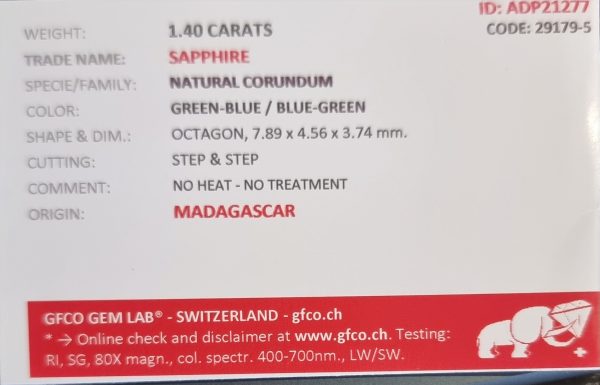 ID: ADP21277
CODE: 29179-5
WEIGHT: 1.40 CARATS
TRADE NAME: SAPPHIRE
SPECIE/FAMILY: NATURAL CORUNDUM
COLOR: GREEN-BLUE / BLUE-GREEN
SHAPE & DIM.: OCTAGON, 7.89 x 4.56 x 3.74 mm.
CUTTING: STEP & STEP
COMMENT: NO HEAT - NO TREATMENT
ORIGIN: MADAGASCAR
GFCO GEM LAB® - SWITZERLAND - gfco.ch
* → Online check and disclaimer at www.gfco.ch. Testing:
RI, SG, 80X magn., col. spectr. 400-700nm., LW/SW.